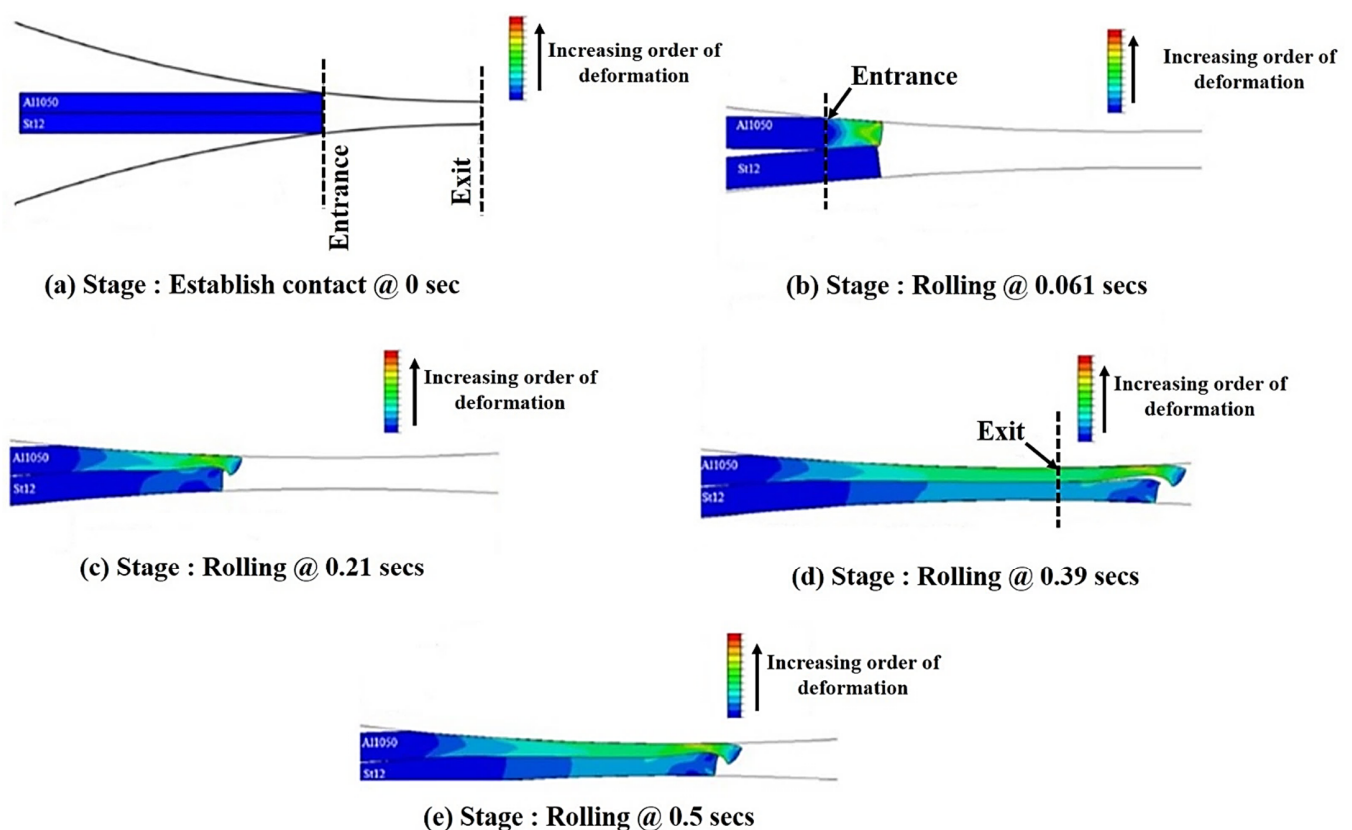 Al1050
St12
Entrance
Exit
Increasing order of
deformation
(a) Stage : Establish contact @ 0 sec
Entrance
Al1050
St12
Increasing order of
deformation
(b) Stage : Rolling @ 0.061 secs
Al1050
St12
Increasing order of
deformation
(c) Stage : Rolling @ 0.21 secs
Exit
Al1050
St12
Increasing order of
deformation
(d) Stage : Rolling @ 0.39 secs
Al1050
St12
Increasing order of
deformation
(e) Stage : Rolling @ 0.5 secs